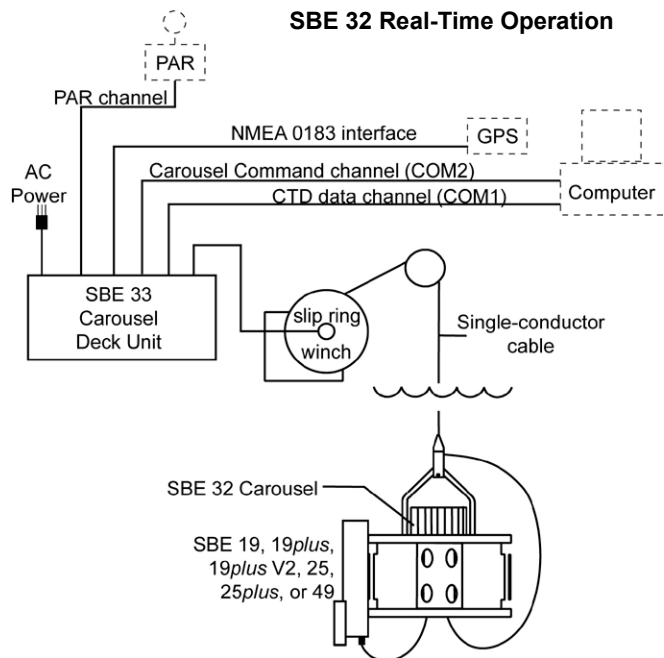 SBE 32 Real-Time Operation
PAR
PAR channel
NMEA 0183 interface
GPS
AC
Power
Carousel Command channel (COM2)
CTD data channel (COM1)
Computer
SBE 33
Carousel
Deck Unit
slip ring
winch
Single-conductor
cable
SBE 32 Carousel
SBE 19, 19plus,
19plus V2, 25,
25plus, or 49